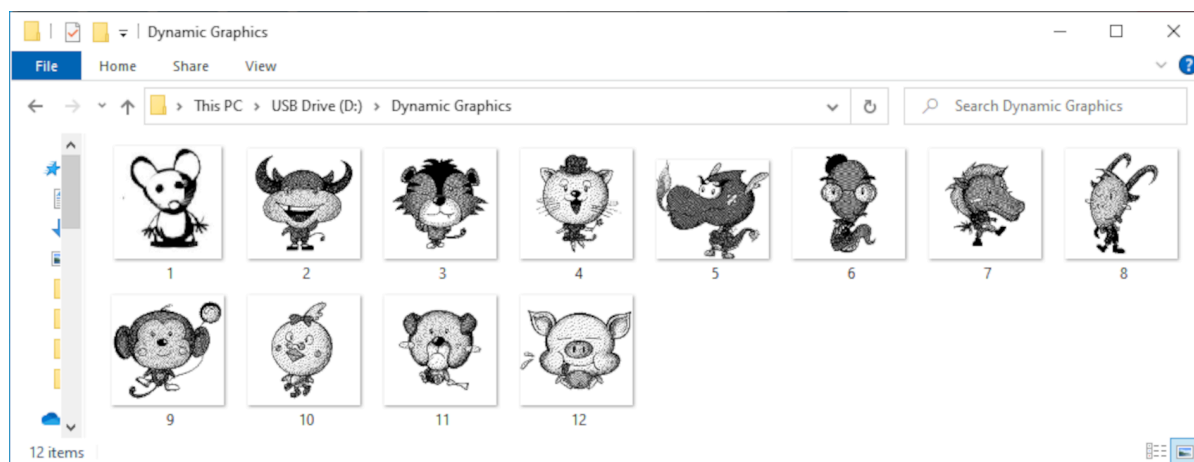 Dynamic Graphics
File Home Share View
This PC > USB Drive (D:) > Dynamic Graphics
Search Dynamic Graphics
1 2 3 4 5 6 7 8
9 10 11 12
12 items